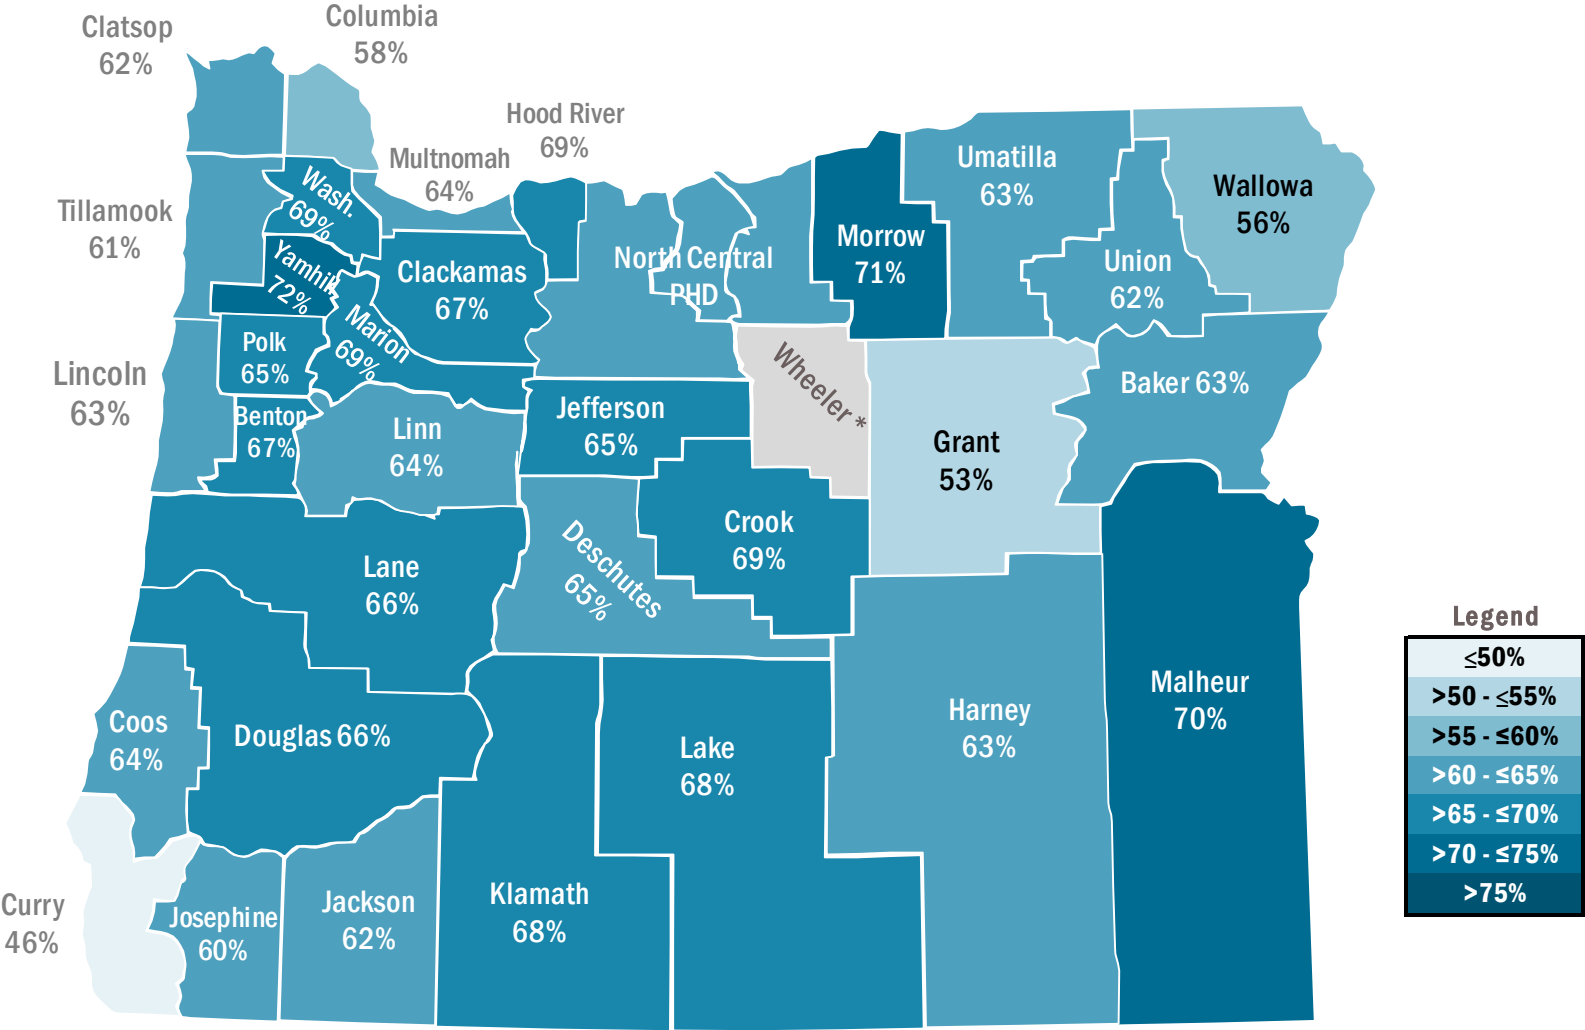 Clatsop
62%
Columbia
58%
Hood River
69%
Multnomah
64%
Wash.
69%
Tillamook
61%
Yamhill
72%
Clackamas
67%
North Central
PHD
Morrow
71%
Umatilla
63%
Wallowa
56%
Union
62%
Marion
69%
Polk
65%
Lincoln
63%
Benton
67%
Linn
64%
Jefferson
65%
Wheeler *
Grant
53%
Baker 63%
Crook
69%
Deschutes
65%
Lane
66%
Coos
64%
Douglas 66%
Lake
68%
Harney
63%
Malheur
70%
Curry
46%
Josephine
60%
Jackson
62%
Klamath
68%
Legend
≤50%
>50 - ≤55%
>55 - ≤60%
>60 - ≤65%
>65 - ≤70%
>70 - ≤75%
>75%